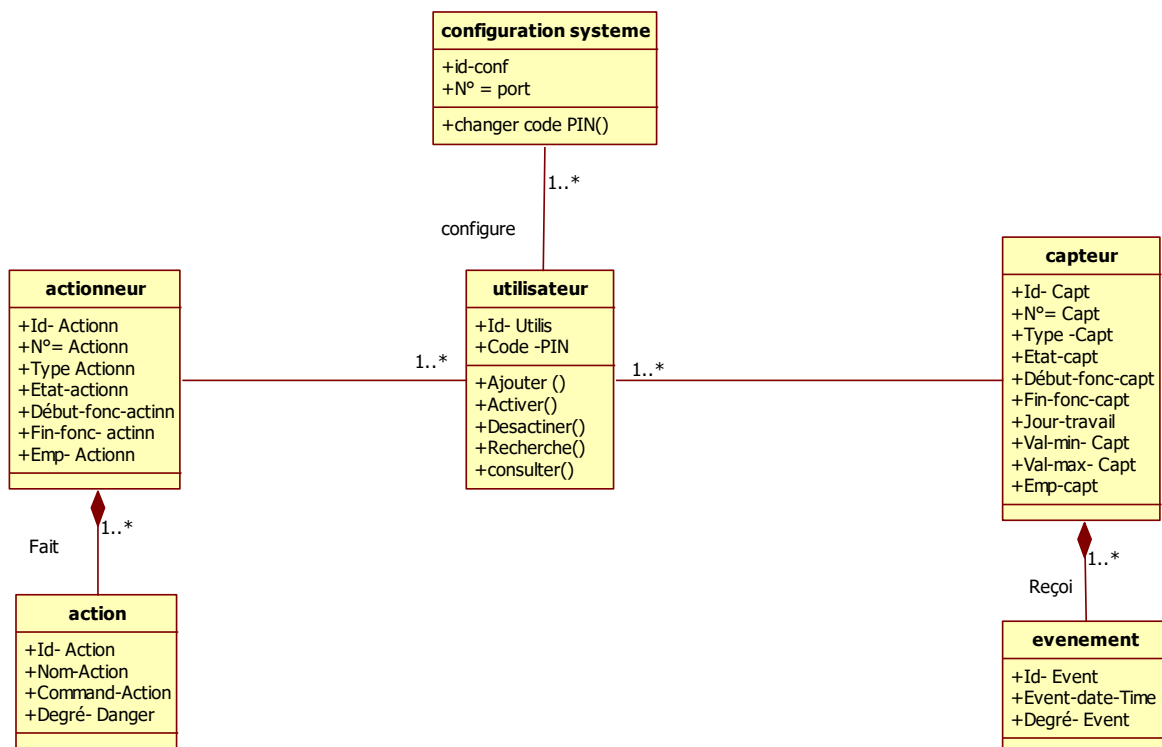 configuration systeme
+id-conf
+N° = port
+changer code PIN()
1..*
configure
actionneur
+Id- Actionn
+N°= Actionn
+Type Actionn
+Etat-actionn
+Début-fonc-actinn
+Fin-fonc- actinn
+Emp- Actionn
1..*
utilisateur
+Id- Utilis
+Code -PIN
+Ajouter ()
+Activer()
+Desactiner()
+Recherche()
+consulter()
1..*
capteur
+Id- Capt
+N°= Capt
+Type -Capt
+Etat-capt
+Début-fonc-capt
+Fin-fonc-capt
+Jour-travail
+Val-min- Capt
+Val-max- Capt
+Emp-capt
1..*
Fait
action
+Id- Action
+Nom-Action
+Command-Action
+Degré- Danger
1..*
Reçoi
evenement
+Id- Event
+Event-date-Time
+Degré- Event